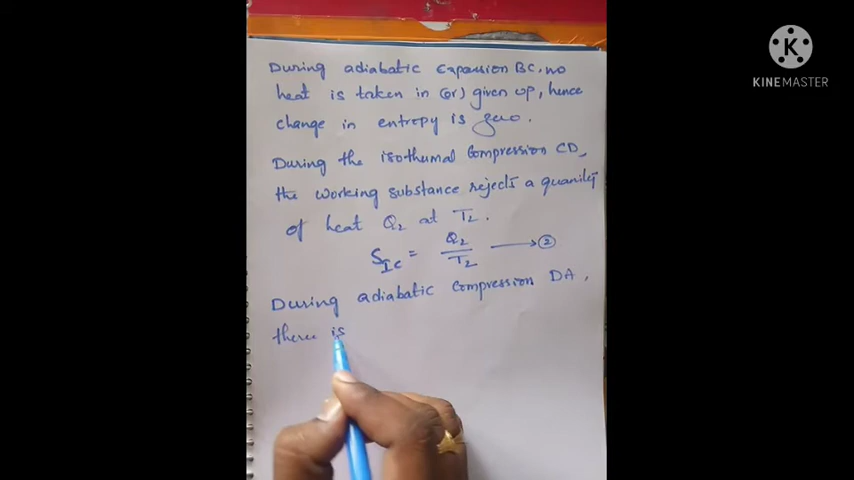 During adiabatic Expansion BC, no
heat is taken in (or) given up, hence
change in entropy is zero.
During the isothermal Compression CD,
the working substance rejects a quanity
of heat Q₂ at T₂.
S_IC = Q₂/T₂ ⟶ ②
During adiabatic Compression DA,
there is
K
KINEMASTER